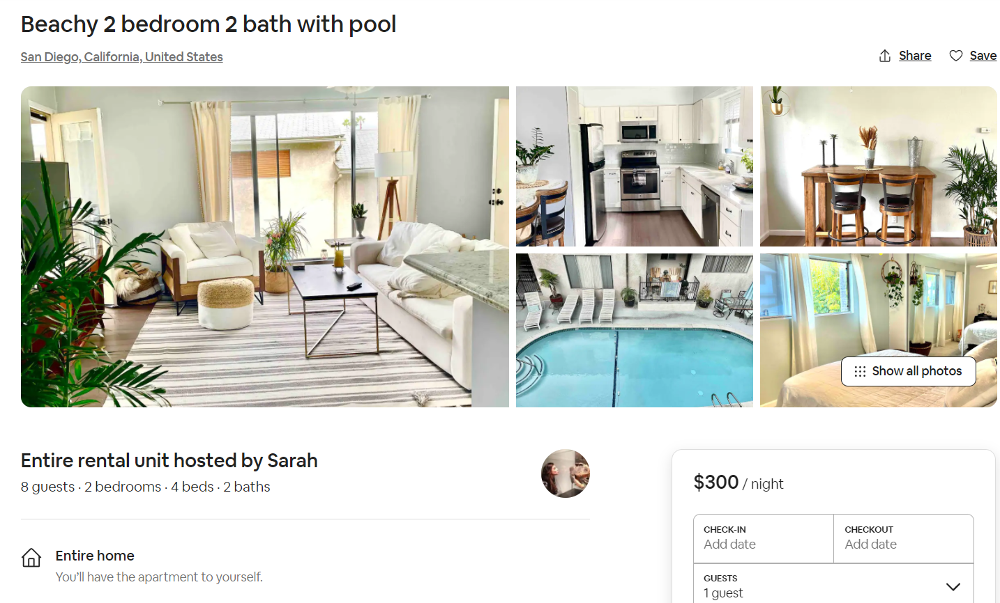 Beachy 2 bedroom 2 bath with pool
San Diego, California, United States
Share
Save
Show all photos
Entire rental unit hosted by Sarah
8 guests · 2 bedrooms · 4 beds · 2 baths
$300 / night
CHECK-IN
Add date
CHECKOUT
Add date
GUESTS
1 guest
Entire home
You’ll have the apartment to yourself.